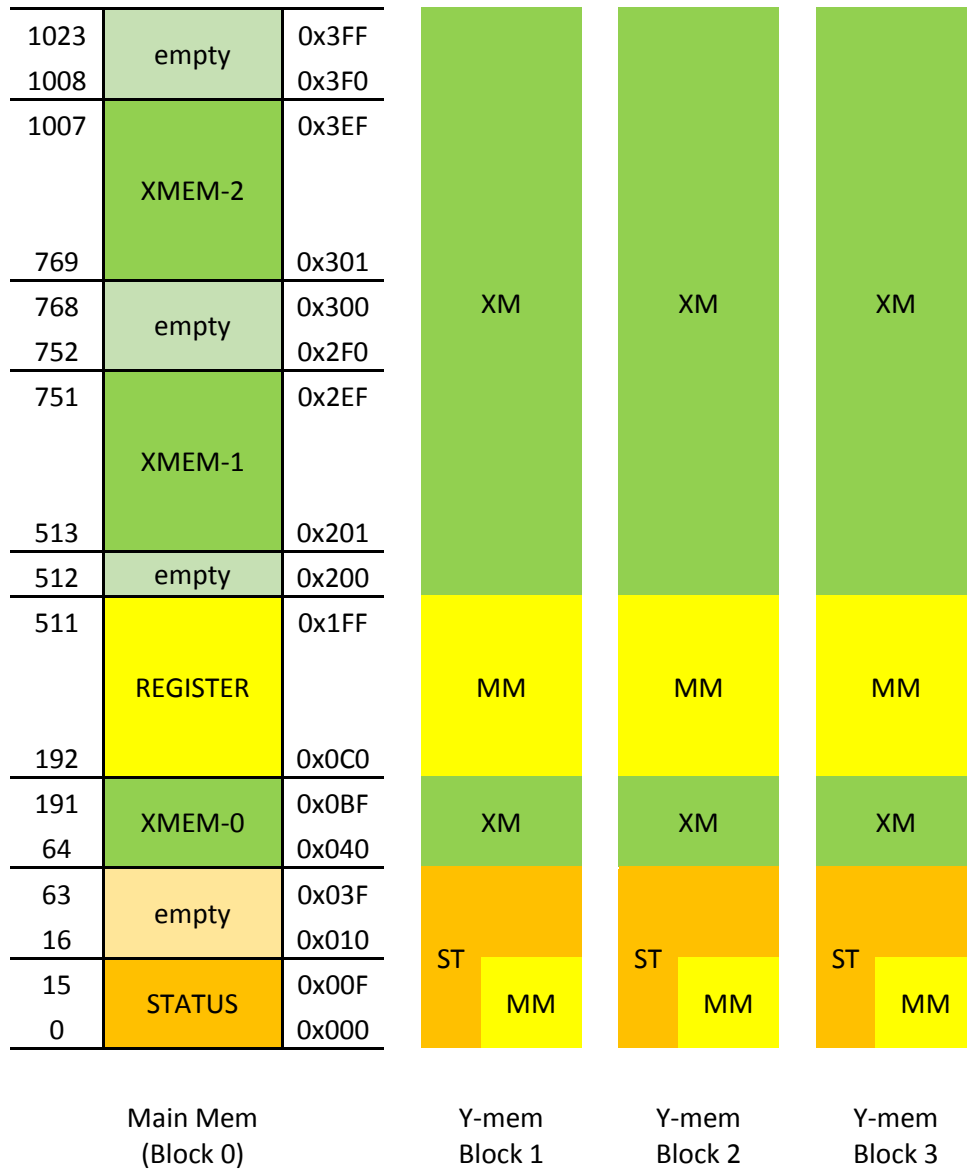 1023 empty 0x3FF
1008 0x3F0
1007 0x3EF
XMEM-2
769 0x301
768 empty 0x300 XM XM XM
752 0x2F0
751 0x2EF
XMEM-1
513 0x201
512 empty 0x200
511 0x1FF
REGISTER MM MM MM
192 0x0C0
191 XMEM-0 0x0BF XM XM XM
64 0x040
63 empty 0x03F
16 0x010
ST ST ST
15 STATUS 0x00F MM MM MM
0 0x000
Main Mem Y-mem Y-mem Y-mem
(Block 0) Block 1 Block 2 Block 3